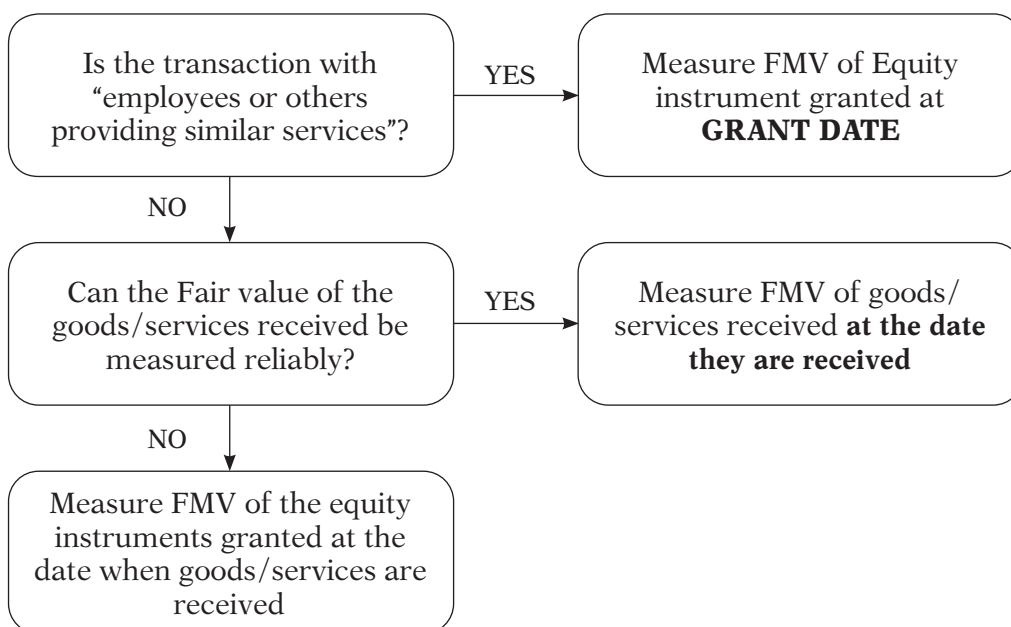 Is the transaction with
“employees or others
providing similar services”?
YES
Measure FMV of Equity
instrument granted at
GRANT DATE
NO
Can the Fair value of the
goods/services received be
measured reliably?
YES
Measure FMV of goods/
services received at the date
they are received
NO
Measure FMV of the equity
instruments granted at the
date when goods/services are
received